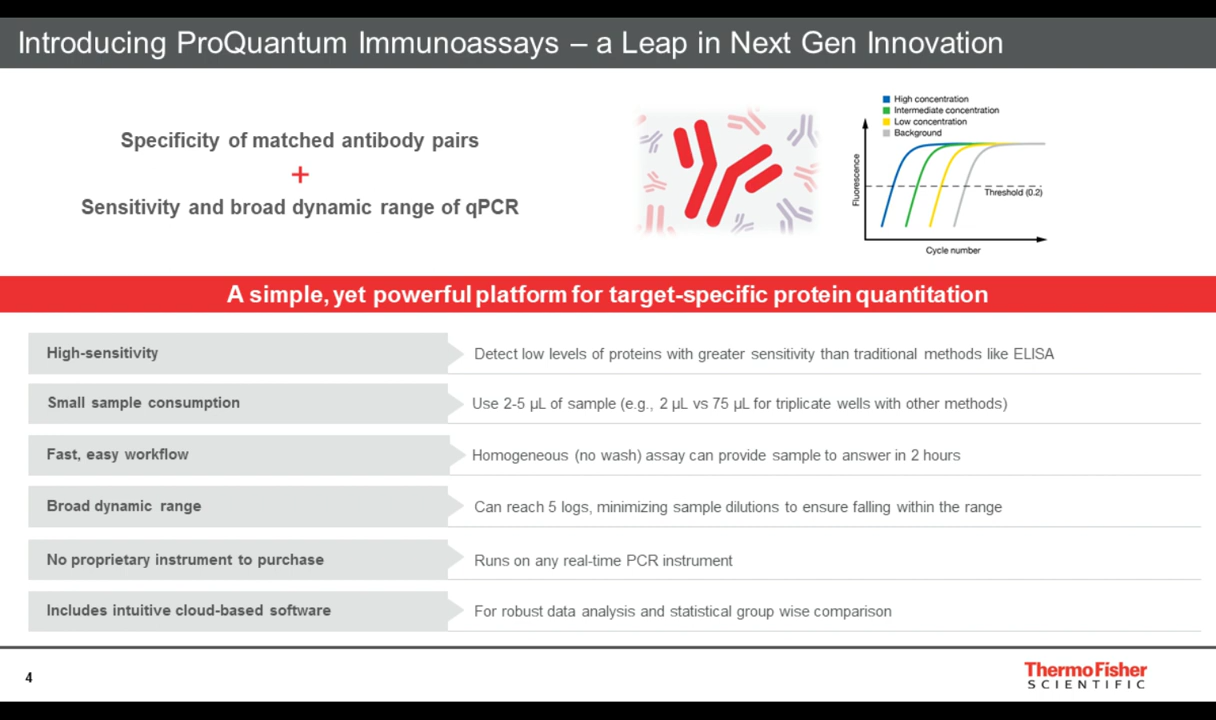 Introducing ProQuantum Immunoassays – a Leap in Next Gen Innovation
Specificity of matched antibody pairs
+
Sensitivity and broad dynamic range of qPCR
High concentration
Intermediate concentration
Low concentration
Background
Fluorescence
Threshold (0.2)
Cycle number
A simple, yet powerful platform for target-specific protein quantitation
High-sensitivity
Detect low levels of proteins with greater sensitivity than traditional methods like ELISA
Small sample consumption
Use 2-5 µL of sample (e.g., 2 µL vs 75 µL for triplicate wells with other methods)
Fast, easy workflow
Homogeneous (no wash) assay can provide sample to answer in 2 hours
Broad dynamic range
Can reach 5 logs, minimizing sample dilutions to ensure falling within the range
No proprietary instrument to purchase
Runs on any real-time PCR instrument
Includes intuitive cloud-based software
For robust data analysis and statistical group wise comparison
4
ThermoFisher
SCIENTIFIC